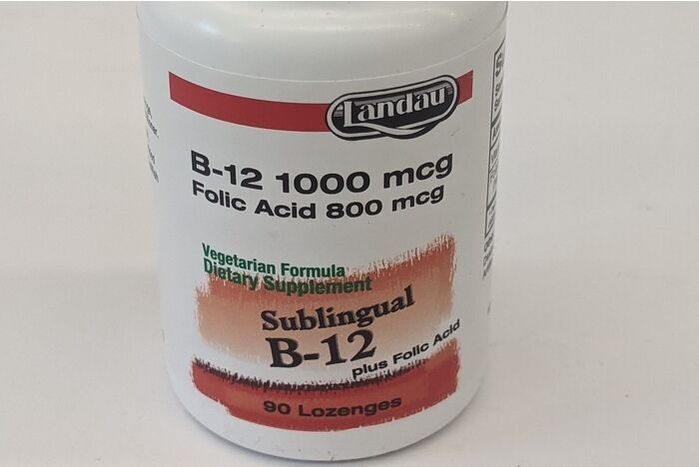 Landau
B-12 1000 mcg
Folic Acid 800 mcg
Vegetarian Formula
Dietary Supplement
Sublingual
B-12
plus Folic Acid
90 Lozenges